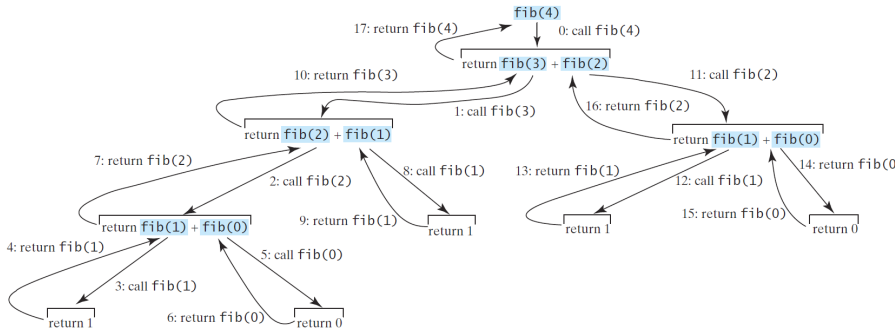 fib(4)
17: return fib(4)
0: call fib(4)
return fib(3) + fib(2)
10: return fib(3)
11: call fib(2)
1: call fib(3)
16: return fib(2)
return fib(2) + fib(1)
return fib(1) + fib(0)
7: return fib(2)
8: call fib(1)
13: return fib(1)
14: return fib(0
2: call fib(2)
12: call fib(1)
9: return fib(1)
15: return fib(0)
return fib(1) + fib(0)
return 1
return 1
return 0
4: return fib(1)
5: call fib(0)
3: call fib(1)
6: return fib(0)
return 1
return 0